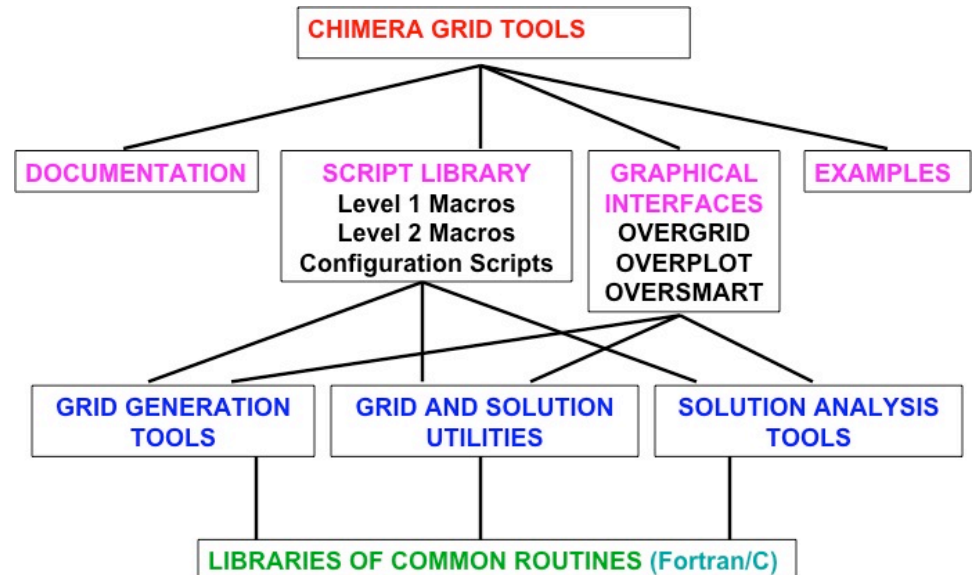 CHIMERA GRID TOOLS
DOCUMENTATION
SCRIPT LIBRARY
Level 1 Macros
Level 2 Macros
Configuration Scripts
GRAPHICAL
INTERFACES
OVERGRID
OVERPLOT
OVERSMART
EXAMPLES
GRID GENERATION
TOOLS
GRID AND SOLUTION
UTILITIES
SOLUTION ANALYSIS
TOOLS
LIBRARIES OF COMMON ROUTINES (Fortran/C)